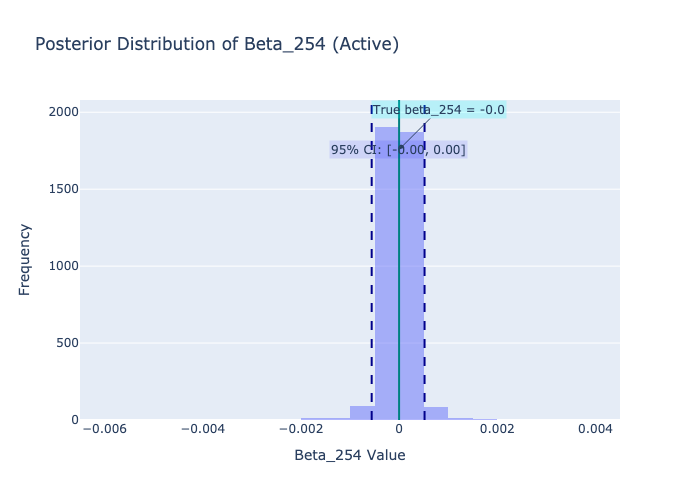 Posterior Distribution of Beta_254 (Active)
True beta_254 = -0.0
95% CI: [-0.00, 0.00]
2000
1500
1000
500
0
Frequency
−0.006 −0.004 −0.002 0 0.002 0.004
Beta_254 Value